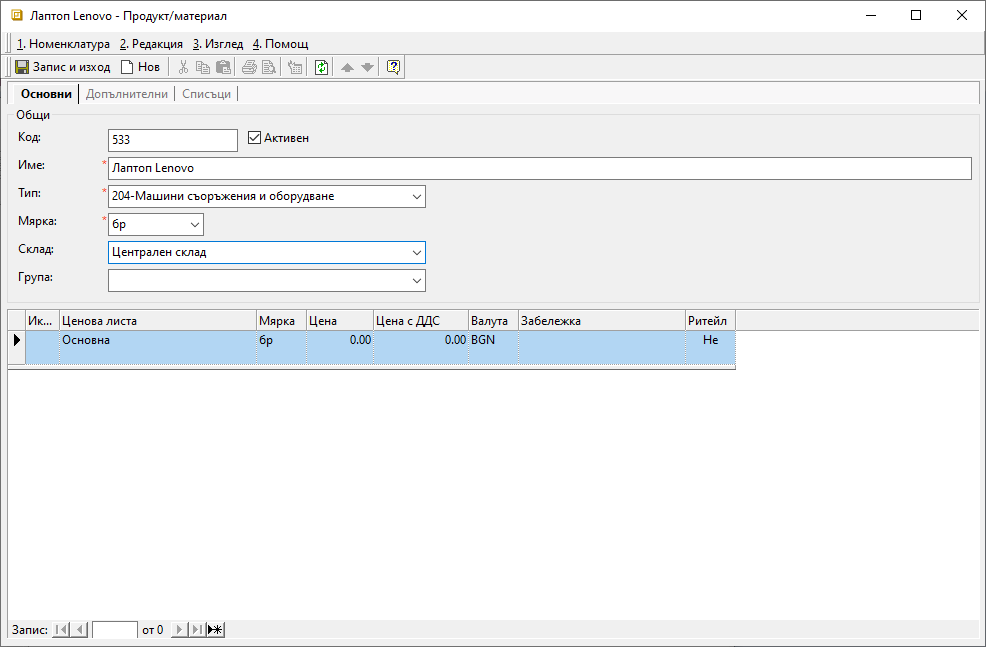 Лаптоп Lenovo - Продукт/материал
1. Номенклатура 2. Редакция 3. Изглед 4. Помощ
Запис и изход Нов
Основни Допълнителни Списъци
Общи
Код: 533 Активен
Име: * Лаптоп Lenovo
Тип: * 204-Машини съоръжения и оборудване
Мярка: * бр
Склад: Централен склад
Група:
Ик... Ценова листа Мярка Цена Цена с ДДС Валута Забележка Ритейл
Основна бр 0.00 0.00 BGN Не
Запис: от 0